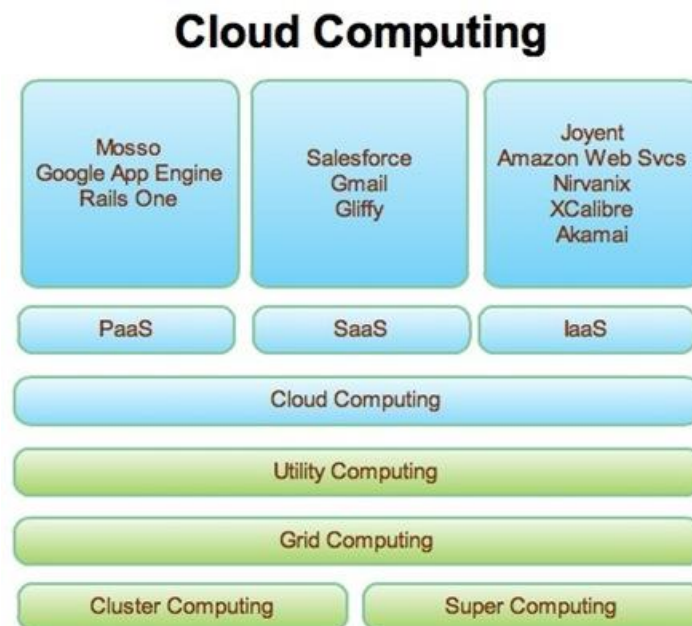 Cloud Computing
Mosso
Google App Engine
Rails One
Salesforce
Gmail
Gliffy
Joyent
Amazon Web Svcs
Nirvanix
XCalibre
Akamai
PaaS
SaaS
IaaS
Cloud Computing
Utility Computing
Grid Computing
Cluster Computing
Super Computing